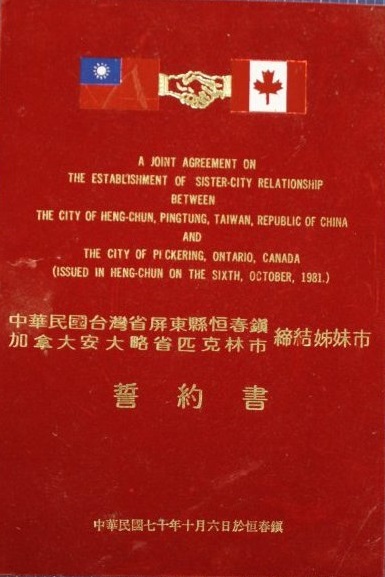 A JOINT AGREEMENT ON
THE ESTABLISHMENT OF SISTER-CITY RELATIONSHIP
BETWEEN
THE CITY OF HENG-CHUN, PINGTUNG, TAIWAN, REPUBLIC OF CHINA
AND
THE CITY OF PICKERING, ONTARIO, CANADA
(ISSUED IN HENG-CHUN ON THE SIXTH, OCTOBER, 1981.)
中華民國台灣省屏東縣恒春鎮
加拿大安大略省匹克林市
締結姊妹市
誓約書
中華民國七十年十月六日於恒春鎮